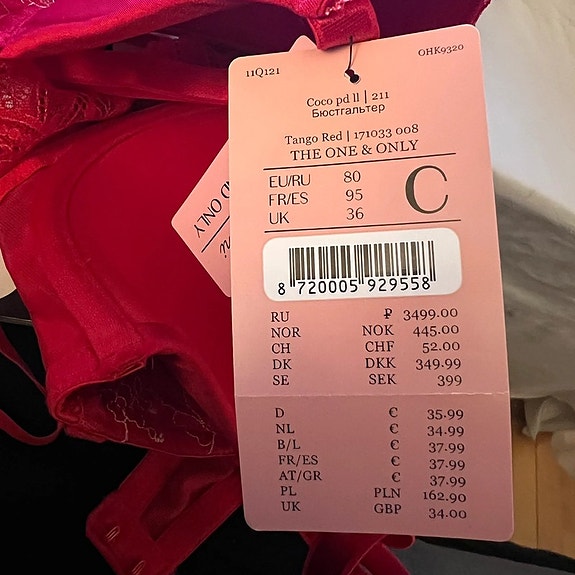 11Q121
OHK9320
Coco pd ll | 211
Бюстгальтер
Tango Red | 171033 008
THE ONE & ONLY
EU/RU 80
FR/ES 95
UK 36
C
8 720005 929558
RU ₽ 3499.00
NOR NOK 445.00
CH CHF 52.00
DK DKK 349.99
SE SEK 399
D € 35.99
NL € 34.99
B/L € 37.99
FR/ES € 37.99
AT/GR € 37.99
PL PLN 162.90
UK GBP 34.00
D ONLY